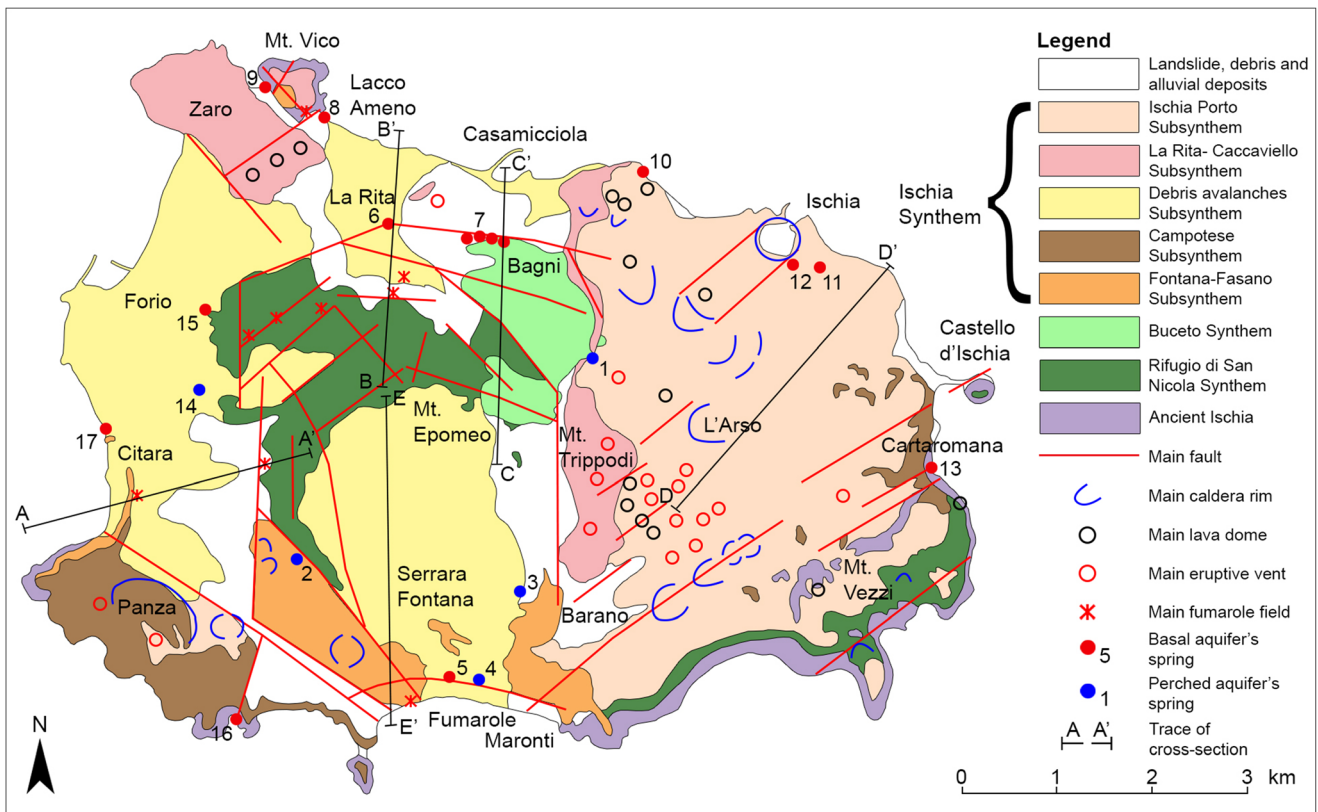 Mt. Vico
9
Lacco
Ameno
8
Zaro
B'
Casamicciola
C'
10
La Rita
6
7
Ischia
Bagni
D'
12
11
Forio
15
Castello
d'Ischia
1
B
E
14
Mt.
Epomeo
L'Arso
17
Citara
A'
Mt.
Trippodi
Cartaromana
13
C
D
A
2
Serrara
Fontana
3
Mt.
Vezzi
Panza
Barano
5
4
16
E'
Fumarole
Maronti
N
Legend
Landslide, debris and
alluvial deposits
Ischia Porto
Subsynthem
La Rita- Caccaviello
Subsynthem
Debris avalanches
Subsynthem
Campotese
Subsynthem
Fontana-Fasano
Subsynthem
Ischia
Synthem
Buceto Synthem
Rifugio di San
Nicola Synthem
Ancient Ischia
Main fault
Main caldera rim
Main lava dome
Main eruptive vent
Main fumarole field
5
Basal aquifer's
spring
1
Perched aquifer's
spring
A A'
Trace of
cross-section
0 1 2 3 km